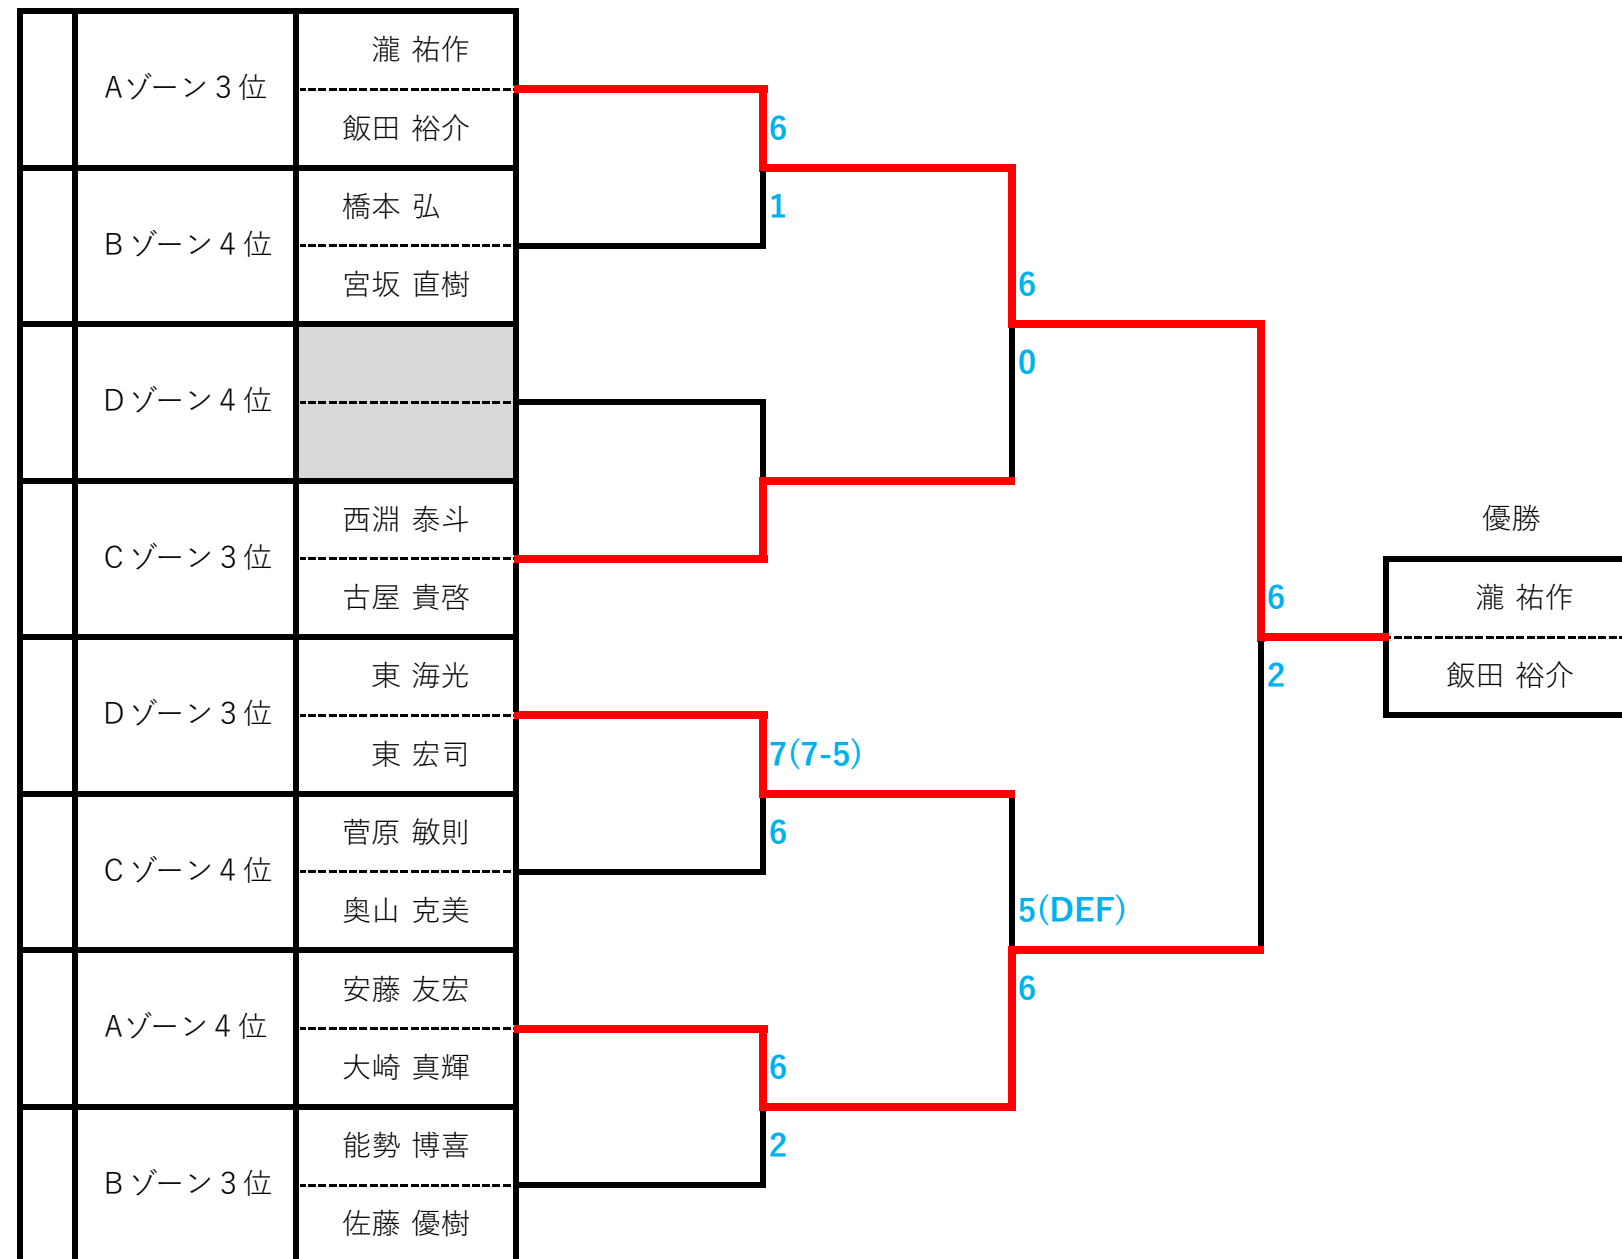 瀧 祐作
Aゾーン３位
飯田 裕介
6
橋本 弘
1
Bゾーン４位
宮坂 直樹
6
0
Dゾーン４位
西淵 泰斗
優勝
Cゾーン３位
古屋 貴啓
6
瀧 祐作
東 海光
2
飯田 裕介
Dゾーン３位
東 宏司
7(7-5)
菅原 敏則
6
Cゾーン４位
奥山 克美
5(DEF)
安藤 友宏
6
Aゾーン４位
大崎 真輝
6
能勢 博喜
2
Bゾーン３位
佐藤 優樹